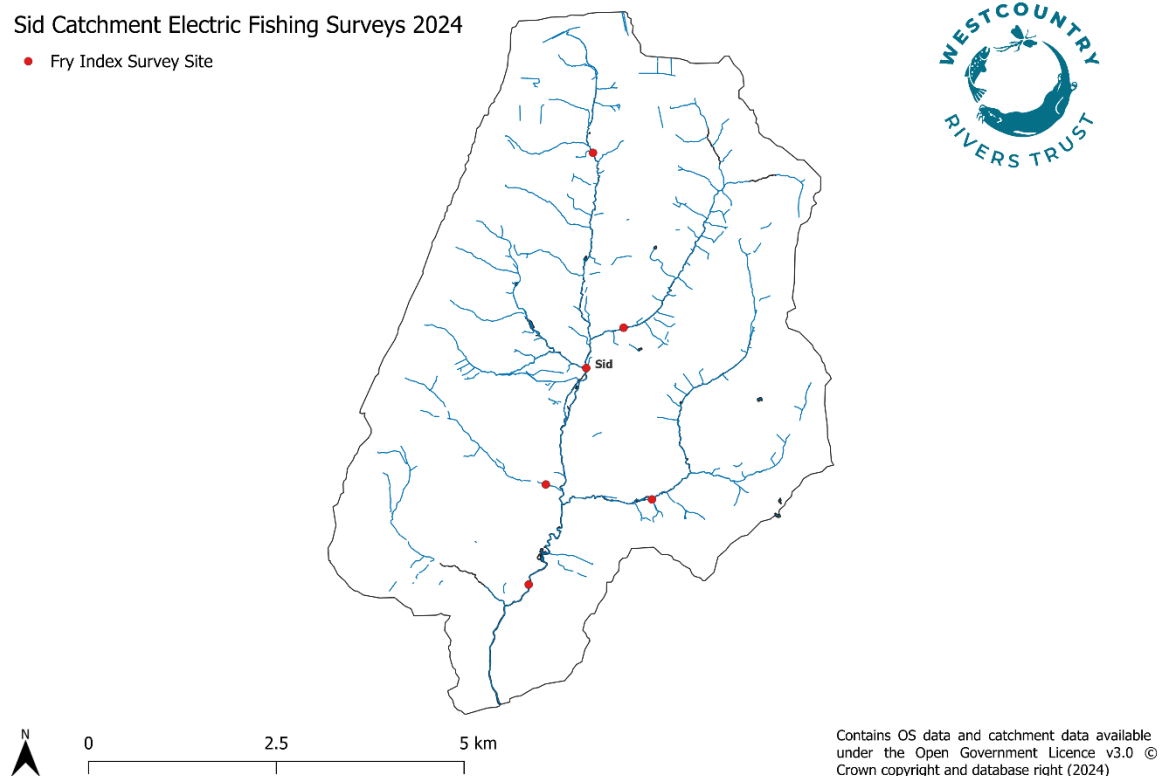 Sid Catchment Electric Fishing Surveys 2024
Fry Index Survey Site
WESTCOUNTRY
RIVERS TRUST
Sid
N
0 2.5 5 km
Contains OS data and catchment data available
under the Open Government Licence v3.0 ©
Crown copyright and database right (2024)